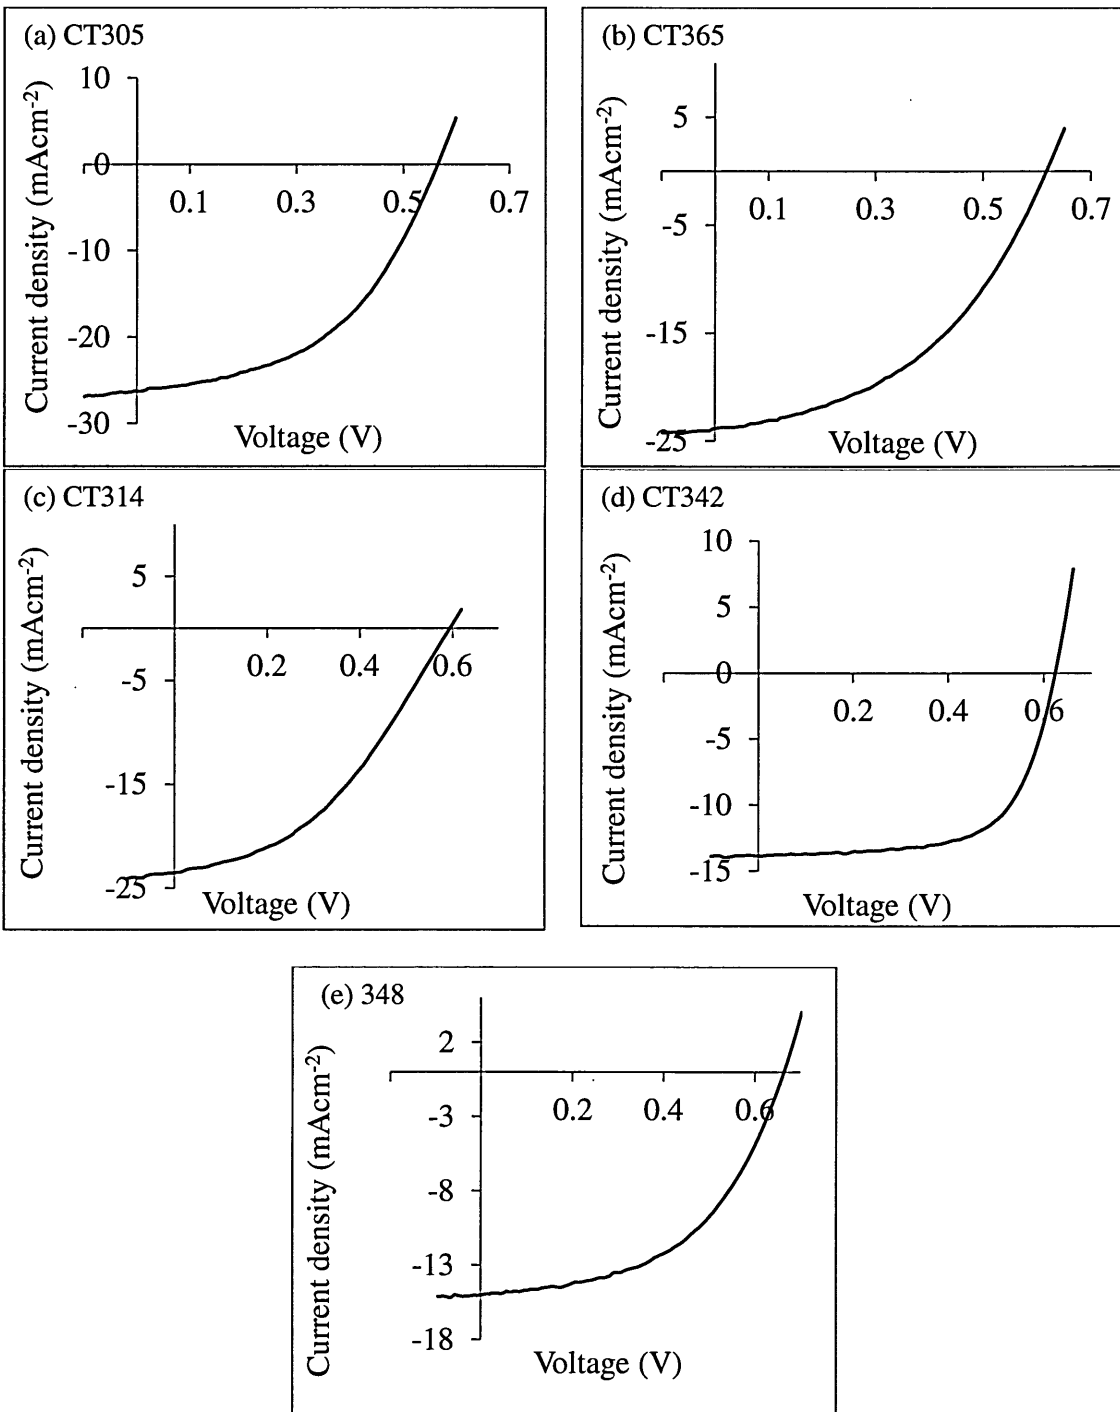 (a) CT305
Current density (mAcm-2)
10
0
-10
-20
-30
0.1 0.3 0.5 0.7
Voltage (V)
(b) CT365
Current density (mAcm-2)
5
-5
-15
-25
0.1 0.3 0.5 0.7
Voltage (V)
(c) CT314
Current density (mAcm-2)
5
-5
-15
-25
0.2 0.4 0.6
Voltage (V)
(d) CT342
Current density (mAcm-2)
10
5
0
-5
-10
-15
0.2 0.4 0.6
Voltage (V)
(e) 348
Current density (mAcm-2)
2
-3
-8
-13
-18
0.2 0.4 0.6
Voltage (V)